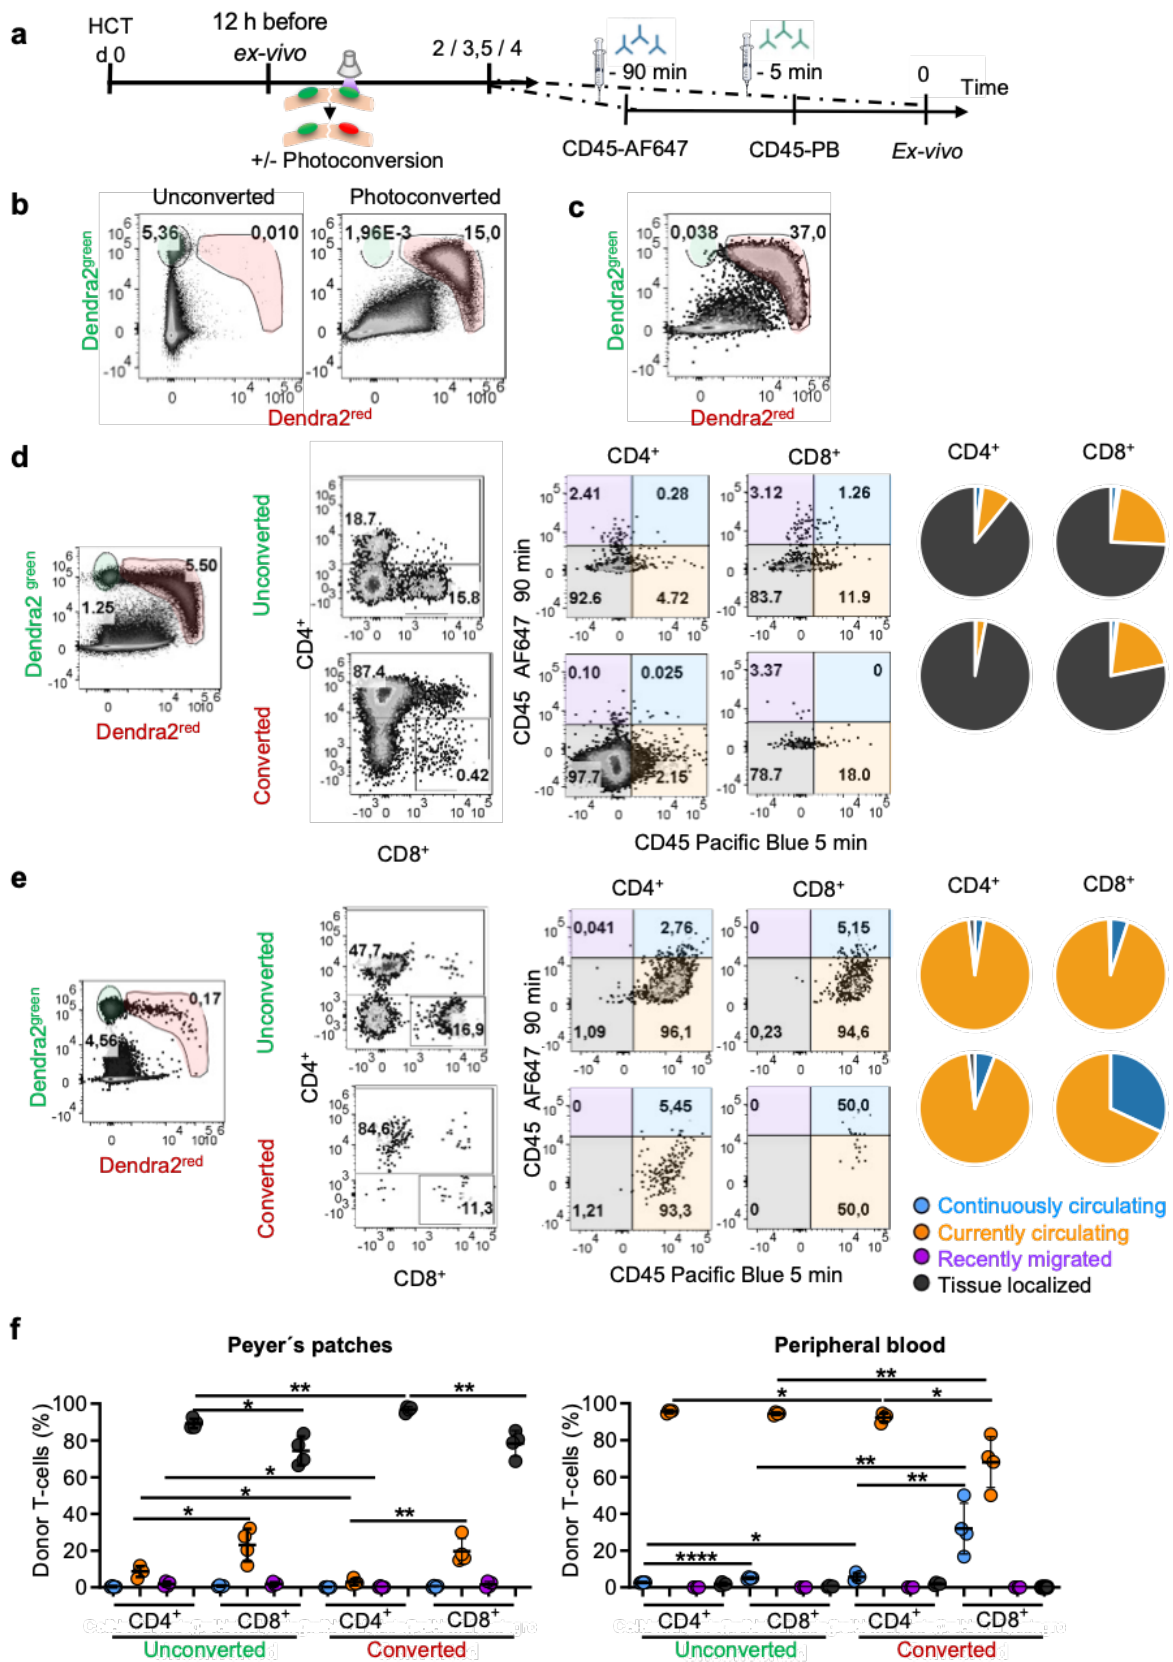 a
HCT
d 0
12 h before
ex-vivo
2 / 3,5 / 4
- 90 min
- 5 min
0
Time
+/- Photoconversion
CD45-AF647
CD45-PB
Ex-vivo
b
Unconverted
Photoconverted
c
Dendra2green
5,36
0,010
1,96E-3
15,0
Dendra2red
Dendra2green
0,038
37,0
Dendra2red
d
CD4+
CD8+
CD4+
CD8+
Dendra2 green
1.25
5.50
Dendra2red
Unconverted
Converted
CD4+
18.7
15.8
87.4
0.42
CD8+
CD45 AF647 90 min
2.41
0.28
92.6
4.72
3.12
1.26
83.7
11.9
0.10
0.025
97.7
2.15
3.37
0
78.7
18.0
CD45 Pacific Blue 5 min
e
CD4+
CD8+
CD4+
CD8+
Dendra2green
4,56
0,17
Dendra2red
Unconverted
Converted
CD4+
47,7
16,9
84,6
11,3
CD8+
CD45 AF647 90 min
0,041
2,76
1,09
96,1
0
5,15
0,23
94,6
0
5,45
1,21
93,3
0
50,0
0
50,0
CD45 Pacific Blue 5 min
Continuously circulating
Currently circulating
Recently migrated
Tissue localized
f
Peyer´s patches
Donor T-cells (%)
100
80
60
40
20
0
**
**
*
*
*
*
**
CD4+
CD8+
CD4+
CD8+
Unconverted
Converted
Peripheral blood
Donor T-cells (%)
100
80
60
40
20
0
**
*
*
**
**
*
****
CD4+
CD8+
CD4+
CD8+
Unconverted
Converted